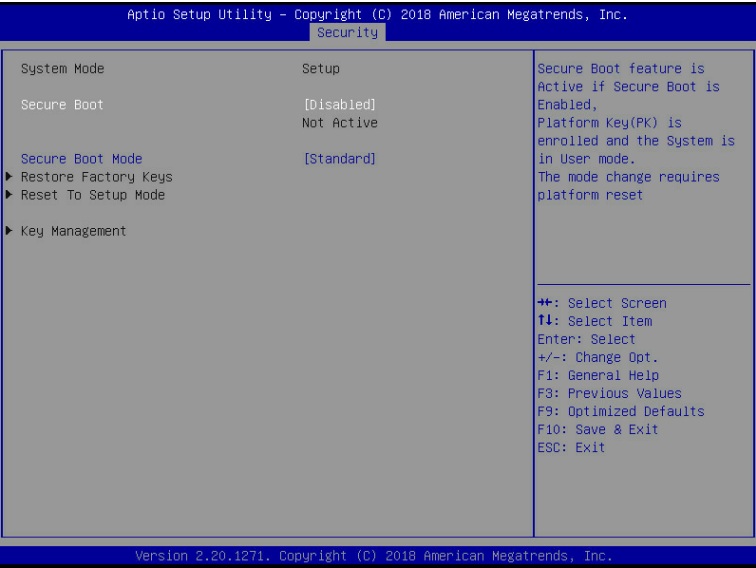 Aptio Setup Utility – Copyright (C) 2018 American Megatrends, Inc.
Security
System Mode Setup
Secure Boot [Disabled]
Not Active
Secure Boot Mode [Standard]
▶ Restore Factory Keys
▶ Reset To Setup Mode
▶ Key Management
Secure Boot feature is
Active if Secure Boot is
Enabled,
Platform Key(PK) is
enrolled and the System is
in User mode.
The mode change requires
platform reset
→←: Select Screen
↑↓: Select Item
Enter: Select
+/-: Change Opt.
F1: General Help
F3: Previous Values
F9: Optimized Defaults
F10: Save & Exit
ESC: Exit
Version 2.20.1271. Copyright (C) 2018 American Megatrends, Inc.